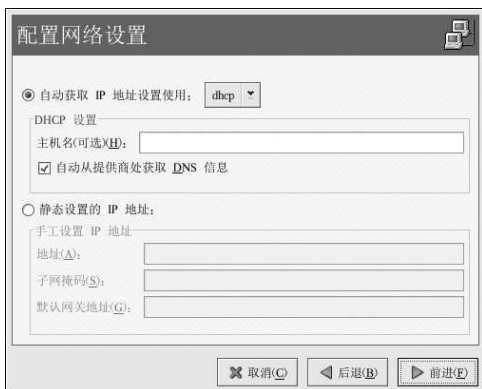 配置网络设置
自动获取 IP 地址设置使用： dhcp
DHCP 设置
主机名(可选)(H)：
自动从提供商处获取 DNS 信息
静态设置的 IP 地址：
手工设置 IP 地址
地址(A)：
子网掩码(S)：
默认网关地址(G)：
取消(C) 后退(B) 前进(F)